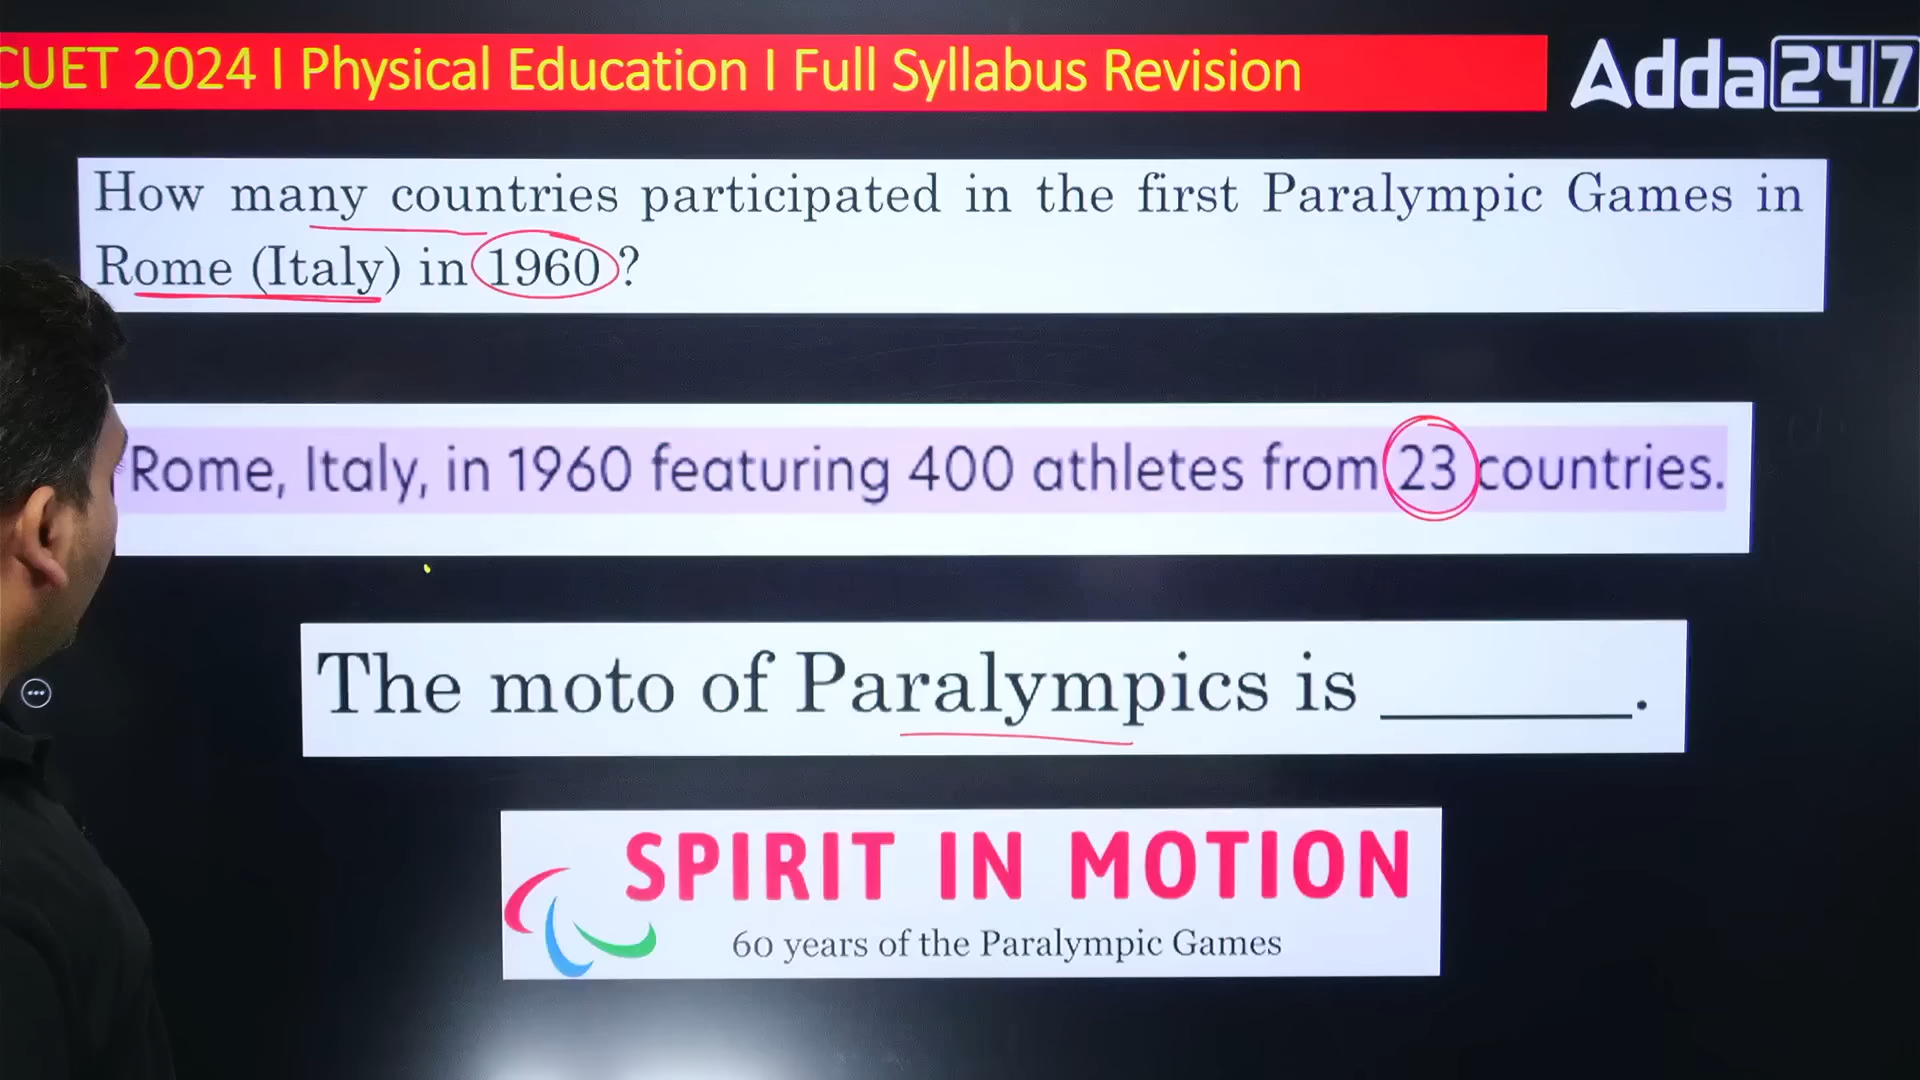 CUET 2024 I Physical Education I Full Syllabus Revision
Adda247
How many countries participated in the first Paralympic Games in
Rome (Italy) in 1960?
Rome, Italy, in 1960 featuring 400 athletes from 23 countries.
The moto of Paralympics is ______.
SPIRIT IN MOTION
60 years of the Paralympic Games